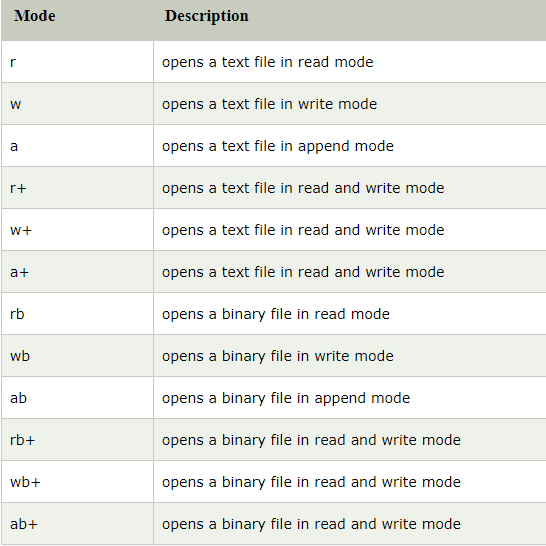 Mode Description
r opens a text file in read mode
w opens a text file in write mode
a opens a text file in append mode
r+ opens a text file in read and write mode
w+ opens a text file in read and write mode
a+ opens a text file in read and write mode
rb opens a binary file in read mode
wb opens a binary file in write mode
ab opens a binary file in append mode
rb+ opens a binary file in read and write mode
wb+ opens a binary file in read and write mode
ab+ opens a binary file in read and write mode